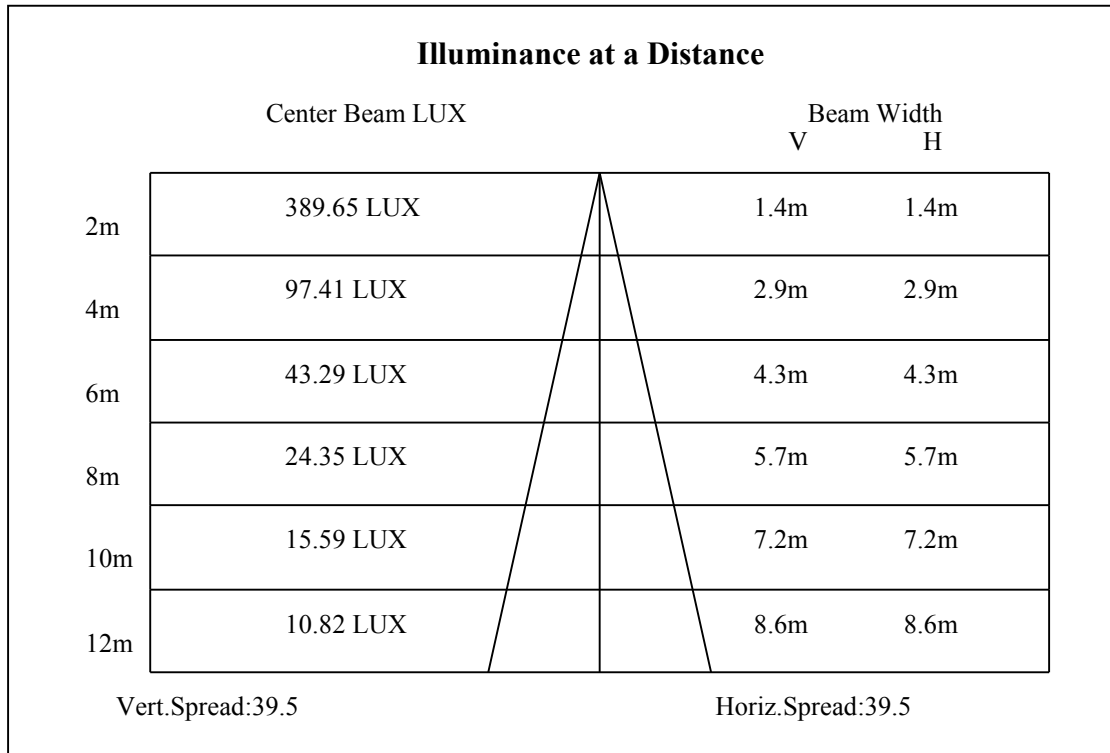 Illuminance at a Distance
Center Beam LUX Beam Width
V H
2m 389.65 LUX 1.4m 1.4m
4m 97.41 LUX 2.9m 2.9m
6m 43.29 LUX 4.3m 4.3m
8m 24.35 LUX 5.7m 5.7m
10m 15.59 LUX 7.2m 7.2m
12m 10.82 LUX 8.6m 8.6m
Vert.Spread:39.5 Horiz.Spread:39.5